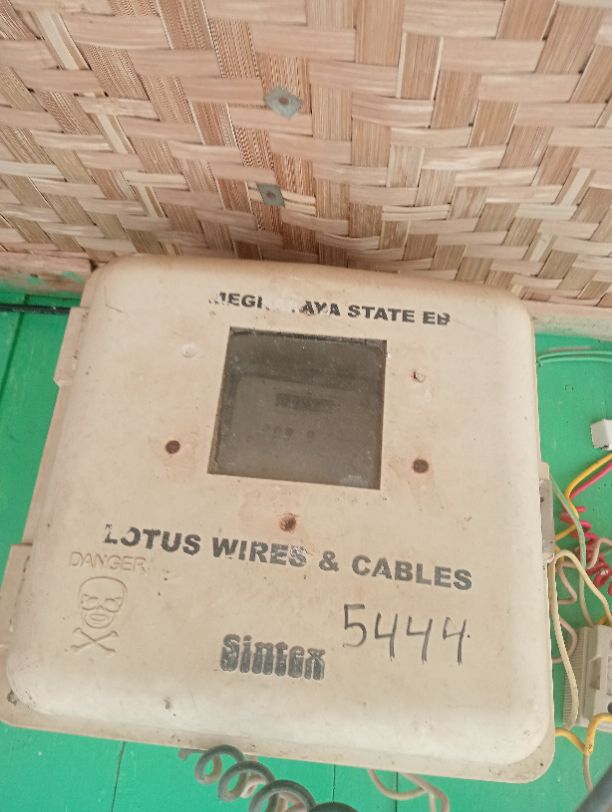 STATE EB
LOTUS WIRES & CABLES
DANGER
Sintex
5444